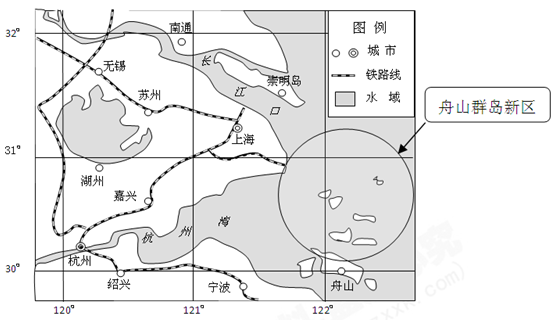 32°
31°
30°
120°
121°
122°
南通
无锡
苏州
长
江
口
崇明岛
上海
湖州
嘉兴
杭
州
湾
杭州
绍兴
宁波
舟山
图 例
城 市
铁路线
水 域
舟山群岛新区